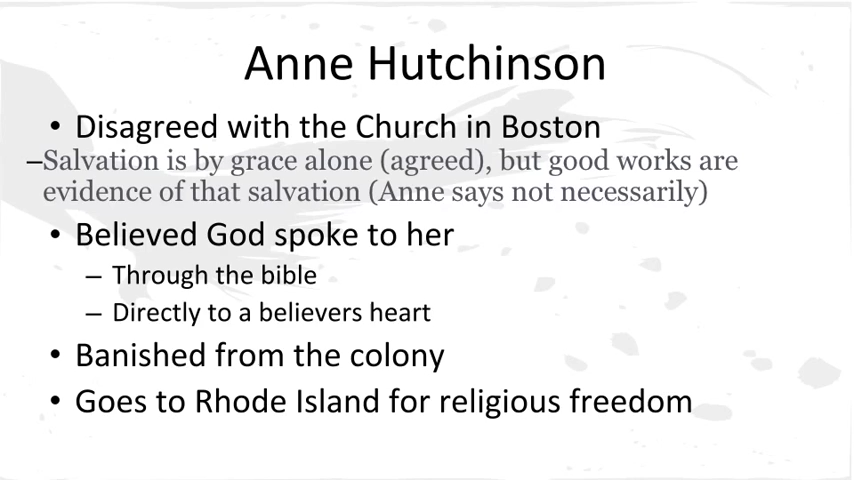 Anne Hutchinson
• Disagreed with the Church in Boston
–Salvation is by grace alone (agreed), but good works are
evidence of that salvation (Anne says not necessarily)
• Believed God spoke to her
– Through the bible
– Directly to a believers heart
• Banished from the colony
• Goes to Rhode Island for religious freedom